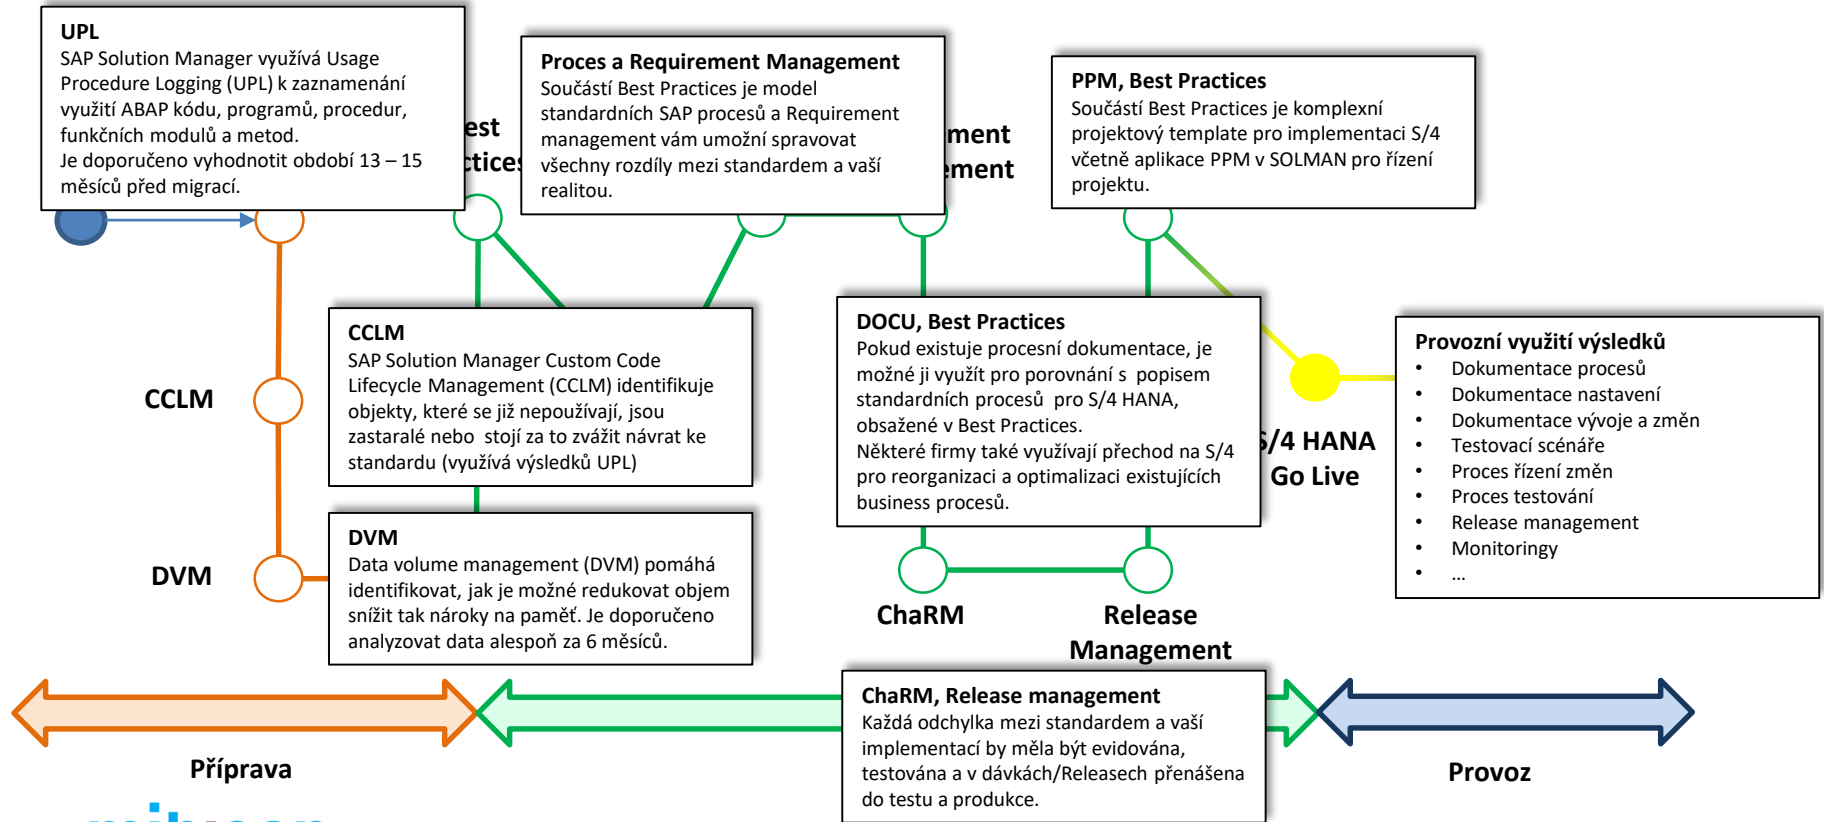 UPL
SAP Solution Manager využívá Usage
Procedure Logging (UPL) k zaznamenání
využití ABAP kódu, programů, procedur,
funkčních modulů a metod.
Je doporučeno vyhodnotit období 13 – 15
měsíců před migrací.
Proces a Requirement Management
Součástí Best Practices je model
standardních SAP procesů a Requirement
management vám umožní spravovat
všechny rozdíly mezi standardem a vaší
realitou.
PPM, Best Practices
Součástí Best Practices je komplexní
projektový template pro implementaci S/4
včetně aplikace PPM v SOLMAN pro řízení
projektu.
CCLM
CCLM
SAP Solution Manager Custom Code
Lifecycle Management (CCLM) identifikuje
objekty, které se již nepoužívají, jsou
zastaralé nebo  stojí za to zvážit návrat ke
standardu (využívá výsledků UPL)
DOCU, Best Practices
Pokud existuje procesní dokumentace, je
možné ji využít pro porovnání s  popisem
standardních procesů  pro S/4 HANA,
obsažené v Best Practices.
Některé firmy také využívají přechod na S/4
pro reorganizaci a optimalizaci existujících
business procesů.
S/4 HANA
Go Live
Provozní využití výsledků
• Dokumentace procesů
• Dokumentace nastavení
• Dokumentace vývoje a změn
• Testovací scénáře
• Proces řízení změn
• Proces testování
• Release management
• Monitoringy
• …
DVM
DVM
Data volume management (DVM) pomáhá
identifikovat, jak je možné redukovat objem
snížit tak nároky na paměť. Je doporučeno
analyzovat data alespoň za 6 měsíců.
ChaRM
Release
Management
ChaRM, Release management
Každá odchylka mezi standardem a vaší
implementací by měla být evidována,
testována a v dávkách/Releasech přenášena
do testu a produkce.
Příprava
Provoz